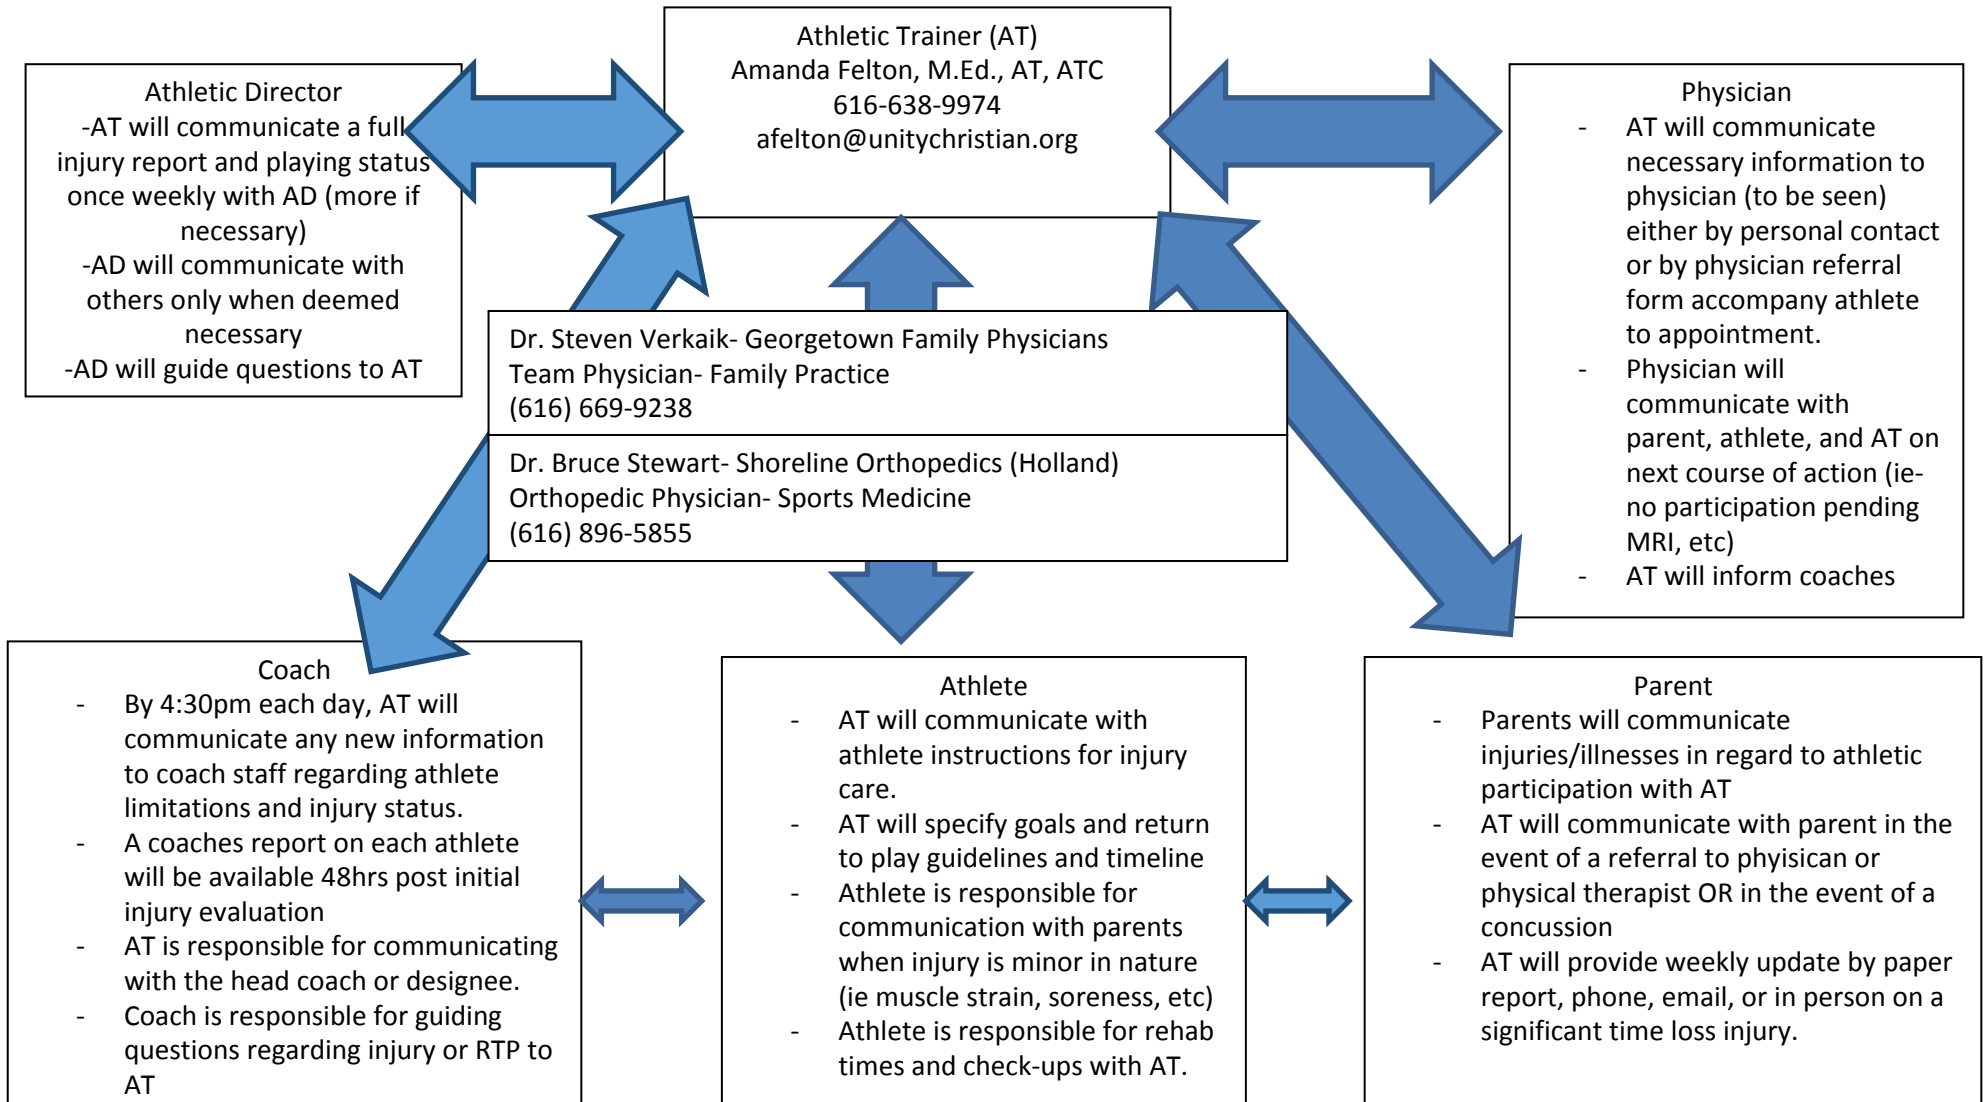 Athletic Trainer (AT)
Amanda Felton, M.Ed., AT, ATC
616-638-9974
afelton@unitychristian.org
Athletic Director
-AT will communicate a full
injury report and playing status
once weekly with AD (more if
necessary)
-AD will communicate with
others only when deemed
necessary
-AD will guide questions to AT
Physician
- AT will communicate
necessary information to
physician (to be seen)
either by personal contact
or by physician referral
form accompany athlete
to appointment.
- Physician will
communicate with
parent, athlete, and AT on
next course of action (ie-
no participation pending
MRI, etc)
- AT will inform coaches
Dr. Steven Verkaik- Georgetown Family Physicians
Team Physician- Family Practice
(616) 669-9238
Dr. Bruce Stewart- Shoreline Orthopedics (Holland)
Orthopedic Physician- Sports Medicine
(616) 896-5855
Coach
- By 4:30pm each day, AT will
communicate any new information
to coach staff regarding athlete
limitations and injury status.
- A coaches report on each athlete
will be available 48hrs post initial
injury evaluation
- AT is responsible for communicating
with the head coach or designee.
- Coach is responsible for guiding
questions regarding injury or RTP to
AT
Athlete
- AT will communicate with
athlete instructions for injury
care.
- AT will specify goals and return
to play guidelines and timeline
- Athlete is responsible for
communication with parents
when injury is minor in nature
(ie muscle strain, soreness, etc)
- Athlete is responsible for rehab
times and check-ups with AT.
Parent
- Parents will communicate
injuries/illnesses in regard to athletic
participation with AT
- AT will communicate with parent in the
event of a referral to phyisican or
physical therapist OR in the event of a
concussion
- AT will provide weekly update by paper
report, phone, email, or in person on a
significant time loss injury.